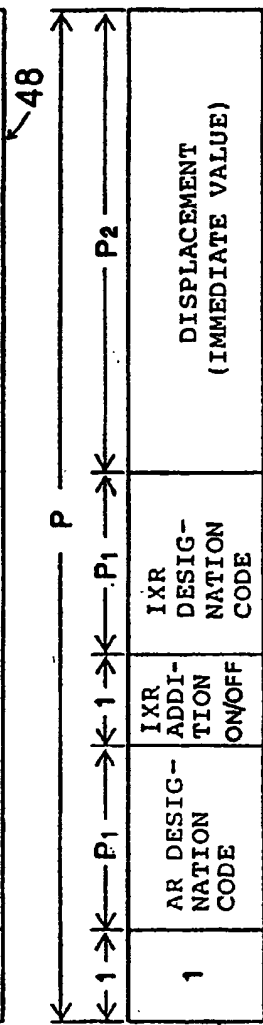 48
P
1 P1 1 P1 P2
1
AR DESIG-
NATION
CODE
IXR
ADDI-
TION
ON/OFF
IXR
DESIG-
NATION
CODE
DISPLACEMENT
(IMMEDIATE VALUE)